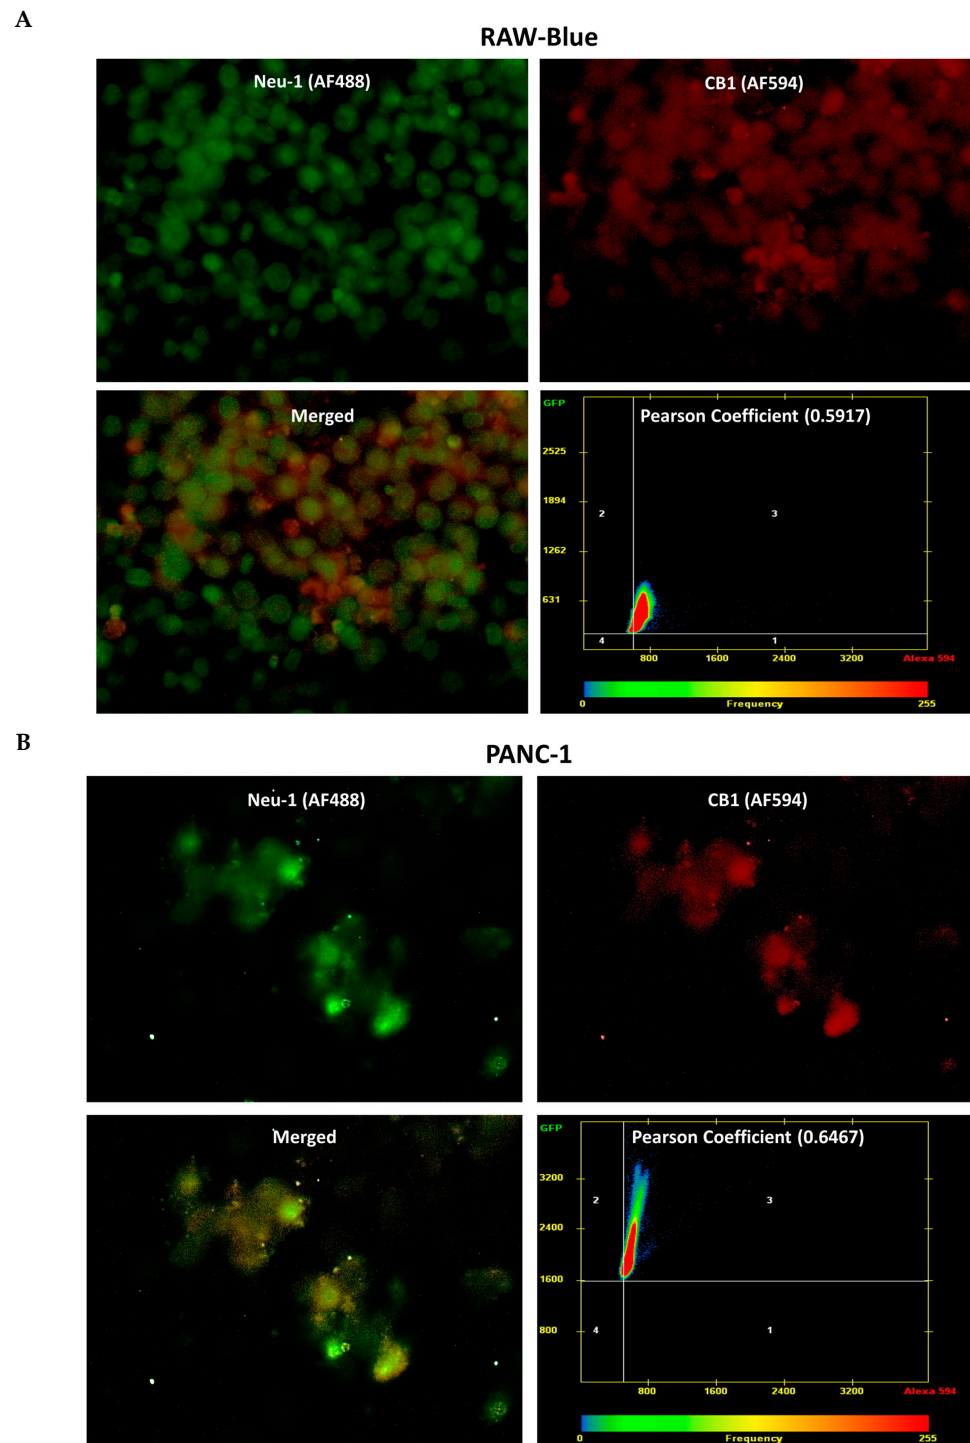 A
RAW-Blue
Neu-1 (AF488)
CB1 (AF594)
Merged
GFP
Pearson Coefficient (0.5917)
2525
1894
2
3
1262
631
4
1
800
1600
2400
3200
Alexa 594
0
Frequency
255
B
PANC-1
Neu-1 (AF488)
CB1 (AF594)
Merged
GFP
Pearson Coefficient (0.6467)
3200
2
3
2400
1600
800
4
1
800
1600
2400
3200
Alexa 594
0
Frequency
255